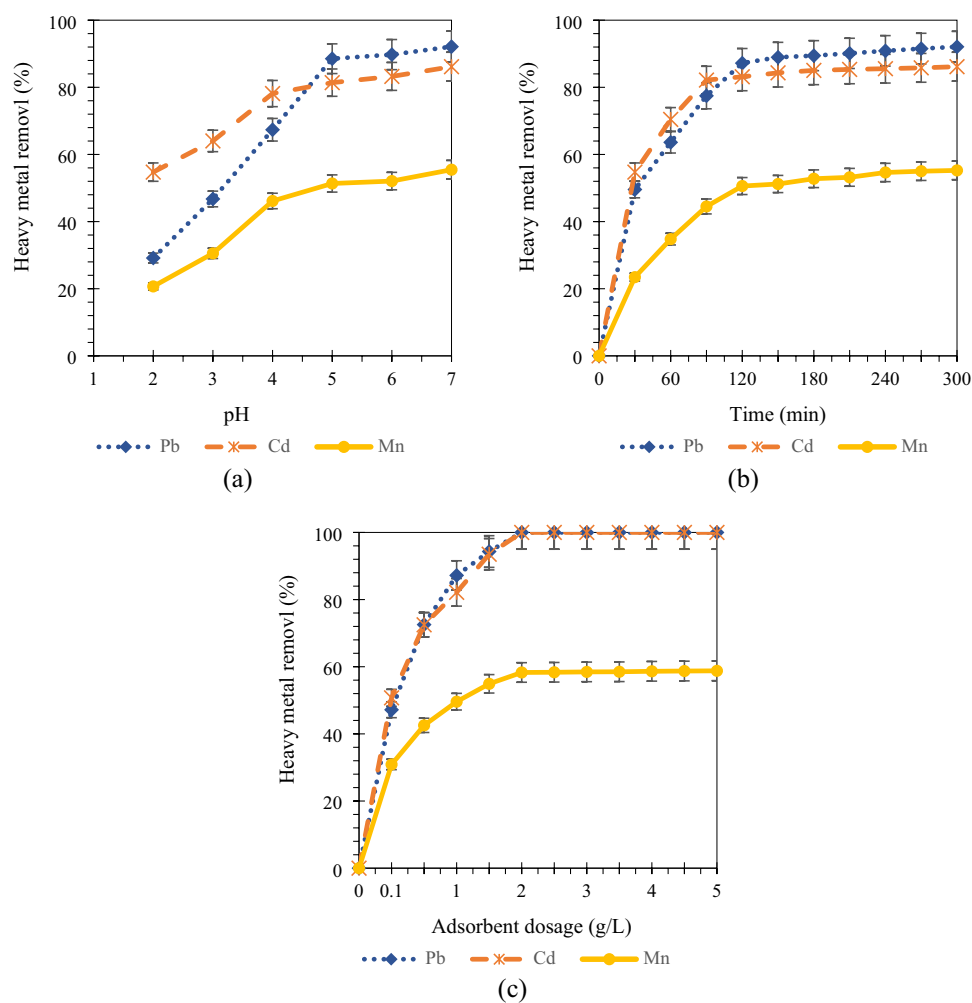 100
80
60
40
20
0
Heavy metal removl (%)
1 2 3 4 5 6 7
pH
Pb Cd Mn
(a)
100
80
60
40
20
0
Heavy metal removl (%)
0 60 120 180 240 300
Time (min)
Pb Cd Mn
(b)
100
80
60
40
20
0
Heavy metal removl (%)
0 0.1 1 2 3 4 5
Adsorbent dosage (g/L)
Pb Cd Mn
(c)